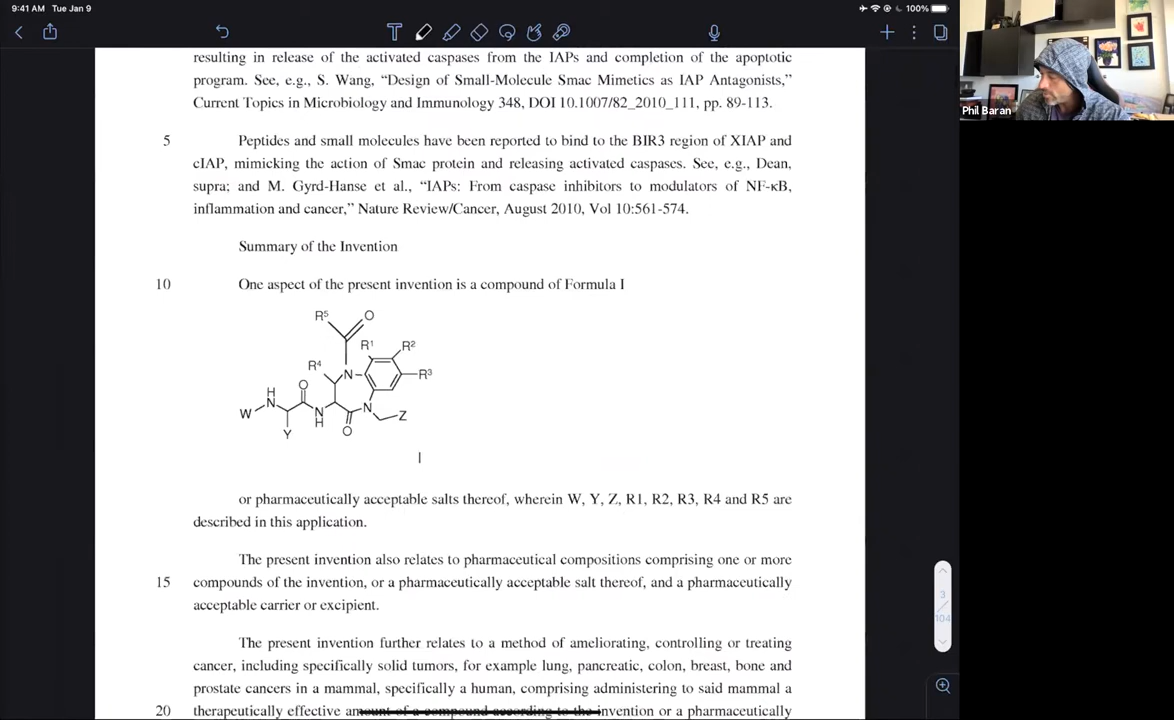 9:41 AM Tue Jan 9
100%
resulting in release of the activated caspases from the IAPs and completion of the apoptotic
program. See, e.g., S. Wang, “Design of Small-Molecule Smac Mimetics as IAP Antagonists,”
Current Topics in Microbiology and Immunology 348, DOI 10.1007/82_2010_111, pp. 89-113.
5 Peptides and small molecules have been reported to bind to the BIR3 region of XIAP and
cIAP, mimicking the action of Smac protein and releasing activated caspases. See, e.g., Dean,
supra; and M. Gyrd-Hanse et al., “IAPs: From caspase inhibitors to modulators of NF-κB,
inflammation and cancer,” Nature Review/Cancer, August 2010, Vol 10:561-574.
Summary of the Invention
10 One aspect of the present invention is a compound of Formula I
R5 O
R1 R2
R4 N R3
H O
W N N Z
N
H
Y O
I
or pharmaceutically acceptable salts thereof, wherein W, Y, Z, R1, R2, R3, R4 and R5 are
described in this application.
The present invention also relates to pharmaceutical compositions comprising one or more
15 compounds of the invention, or a pharmaceutically acceptable salt thereof, and a pharmaceutically
acceptable carrier or excipient.
The present invention further relates to a method of ameliorating, controlling or treating
cancer, including specifically solid tumors, for example lung, pancreatic, colon, breast, bone and
prostate cancers in a mammal, specifically a human, comprising administering to said mammal a
20 therapeutically effective amount of a compound according to the invention or a pharmaceutically
3
/
104
Phil Baran